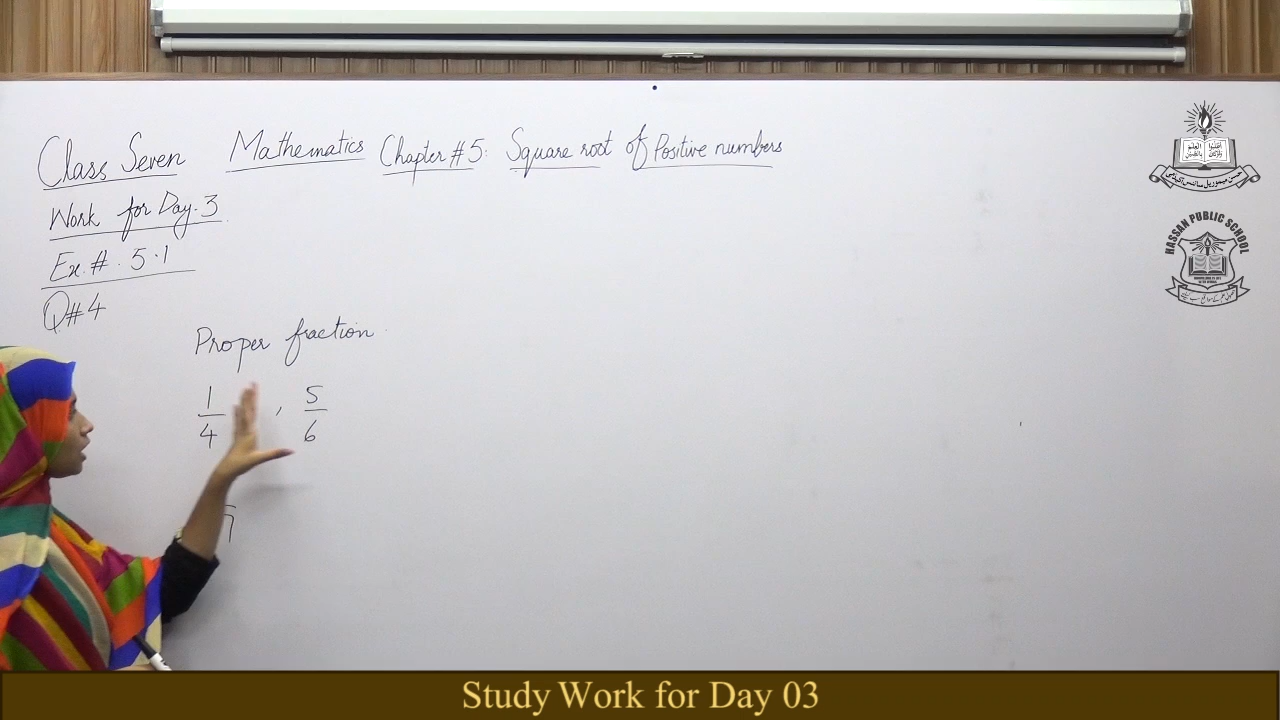 Class Seven Mathematics Chapter # 5: Square root of Positive numbers
Work for Day. 3
Ex. #. 5.1
Q#4
Proper fraction
1/4 , 5/6
7
HASSAN PUBLIC SCHOOL
Study Work for Day 03